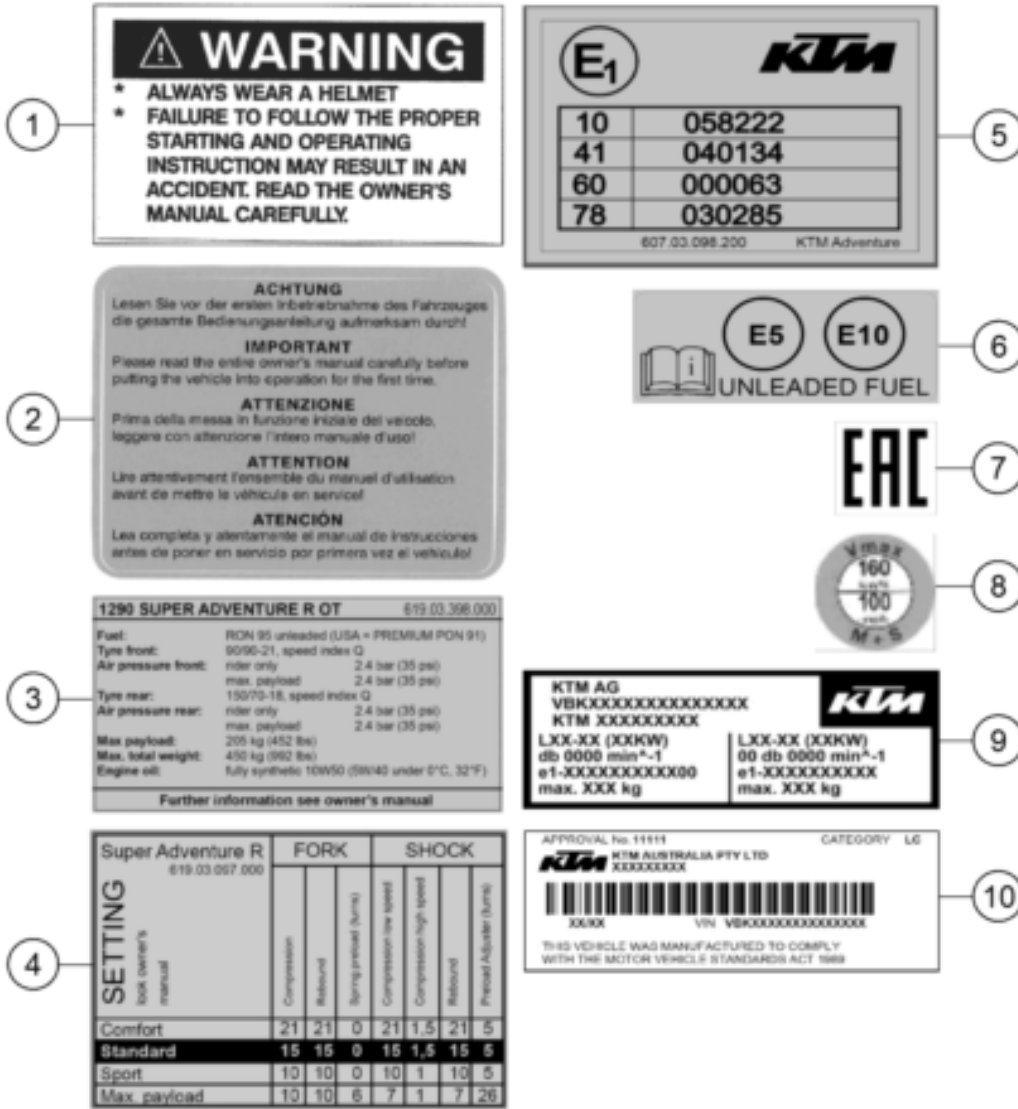 1
WARNING
* ALWAYS WEAR A HELMET
* FAILURE TO FOLLOW THE PROPER
STARTING AND OPERATING
INSTRUCTION MAY RESULT IN AN
ACCIDENT. READ THE OWNER'S
MANUAL CAREFULLY.
2
ACHTUNG
Lesen Sie vor der ersten Inbetriebnahme des Fahrzeuges
die gesamte Bedienungsanleitung aufmerksam durch!
IMPORTANT
Please read the entire owner's manual carefully before
putting the vehicle into operation for the first time.
ATTENZIONE
Prima della messa in funzione iniziale del veicolo,
leggere con attenzione l'intero manuale d'uso!
ATTENTION
Lire attentivement l'ensemble du manuel d'utilisation
avant de mettre le véhicule en service!
ATENCIÓN
Lea completa y atentamente el manual de instrucciones
antes de poner en servicio por primera vez el vehiculo!
3
1290 SUPER ADVENTURE R OT 619.03.398.000
Fuel: RON 95 unleaded (USA = PREMIUM PON 91)
Tyre front: 90/90-21, speed index Q
Air pressure front: rider only 2.4 bar (35 psi)
max. payload 2.4 bar (35 psi)
Tyre rear: 150/70-18, speed index Q
Air pressure rear: rider only 2.4 bar (35 psi)
max. payload 2.4 bar (35 psi)
Max payload: 205 kg (452 lbs)
Max. total weight: 450 kg (992 lbs)
Engine oil: fully synthetic 10W50 (5W/40 under 0°C, 32°F)
Further information see owner's manual
4
Super Adventure R FORK SHOCK
619.03.097.000
SETTING
look owner's
manual
Compression
Rebound
Spring preload (turns)
Compression low speed
Compression high speed
Rebound
Preload Adjuster (turns)
Comfort 21 21 0 21 1,5 21 5
Standard 15 15 0 15 1,5 15 5
Sport 10 10 0 10 1 10 5
Max. payload 10 10 6 7 1 7 26
5
E1 KTM
10 058222
41 040134
60 000063
78 030285
607.03.098.200 KTM Adventure
6
E5 E10
i
UNLEADED FUEL
7
EAC
8
Vmax
160
km/h
100
mph
M + S
9
KTM AG
VBKXXXXXXXXXXXXXX
KTM XXXXXXXXX
KTM
LXX-XX (XXKW)
db 0000 min^-1
e1-XXXXXXXXXX00
max. XXX kg
LXX-XX (XXKW)
00 db 0000 min^-1
e1-XXXXXXXXXX
max. XXX kg
10
APPROVAL No. 11111 CATEGORY LC
KTM KTM AUSTRALIA PTY LTD
XXXXXXXXX
XX/XX VIN VBKXXXXXXXXXXXXXX
THIS VEHICLE WAS MANUFACTURED TO COMPLY
WITH THE MOTOR VEHICLE STANDARDS ACT 1989